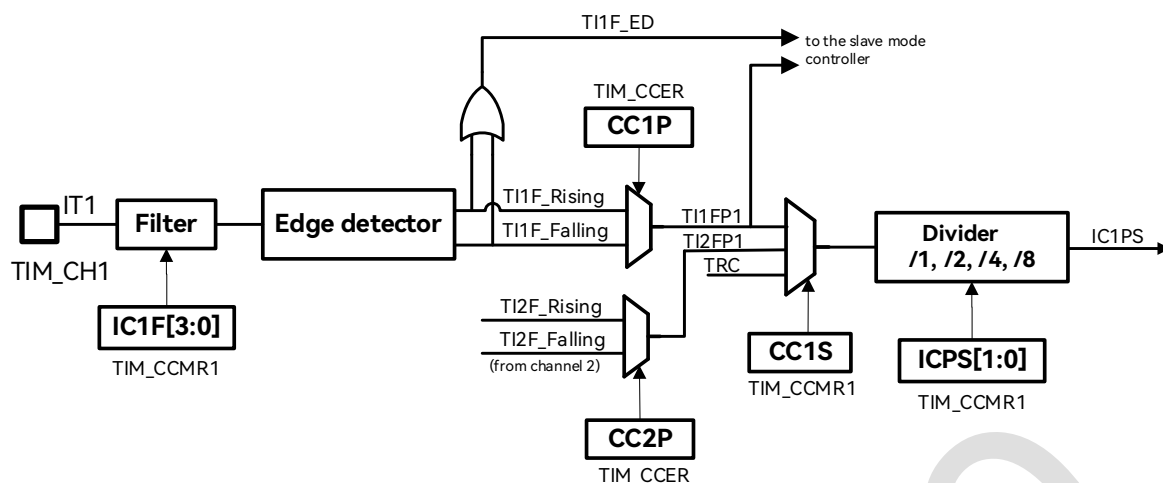 TI1F_ED
to the slave mode
controller
TIM_CCER
CC1P
IT1
Filter
Edge detector
TI1F_Rising
TI1F_Falling
TI1FP1
TI2FP1
TRC
Divider
/1, /2, /4, /8
IC1PS
TIM_CH1
IC1F[3:0]
TIM_CCMR1
TI2F_Rising
TI2F_Falling
(from channel 2)
CC1S
TIM_CCMR1
ICPS[1:0]
TIM_CCMR1
CC2P
TIM_CCER